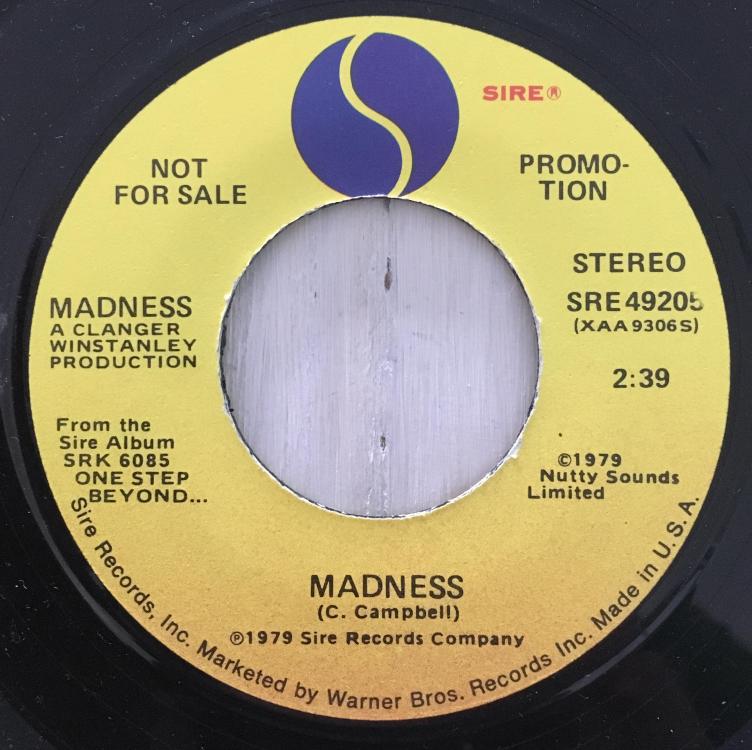 SIRE®
NOT
FOR SALE
PROMO-
TION
STEREO
SRE 49205
(XAA 9306S)
2:39
MADNESS
A CLANGER
WINSTANLEY
PRODUCTION
From the
Sire Album
SRK 6085
ONE STEP
BEYOND...
©1979
Nutty Sounds
Limited
MADNESS
(C. Campbell)
℗1979 Sire Records Company
Sire Records, Inc. Marketed by Warner Bros. Records Inc. Made in U.S.A.